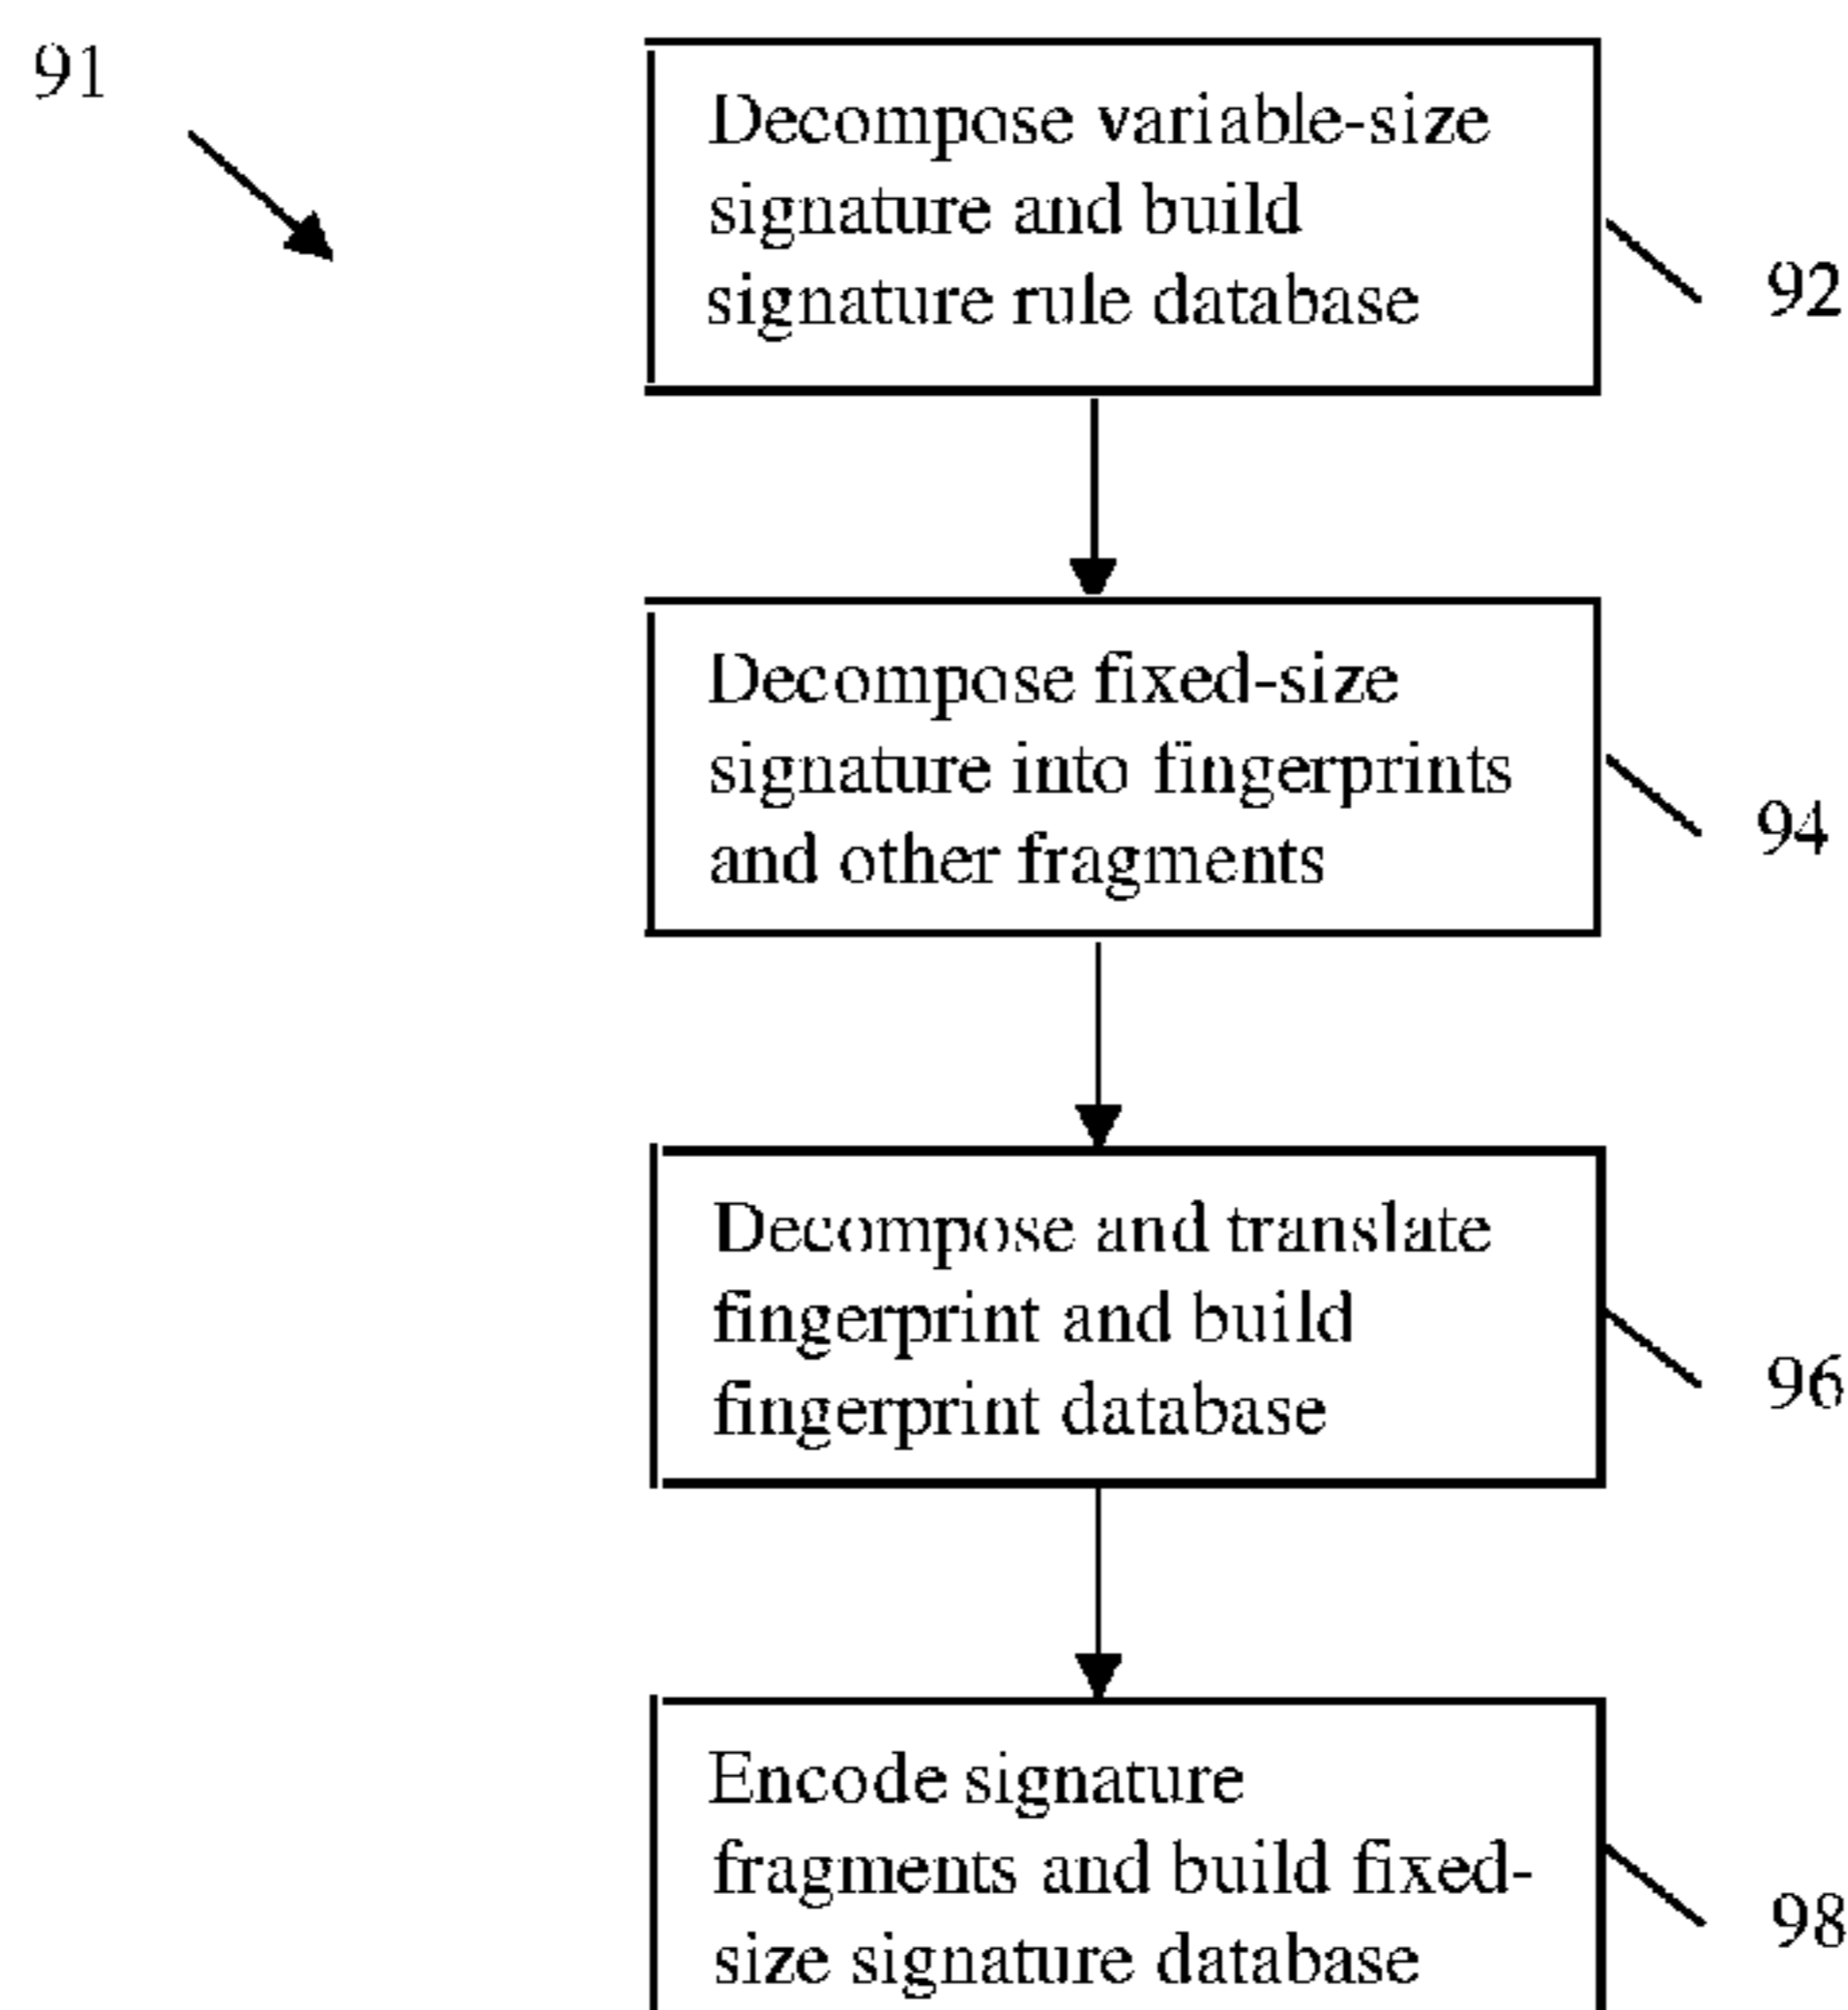 91
Decompose variable-size
signature and build
signature rule database
92
Decompose fixed-size
signature into fingerprints
and other fragments
94
Decompose and translate
fingerprint and build
fingerprint database
96
Encode signature
fragments and build fixed-
size signature database
98